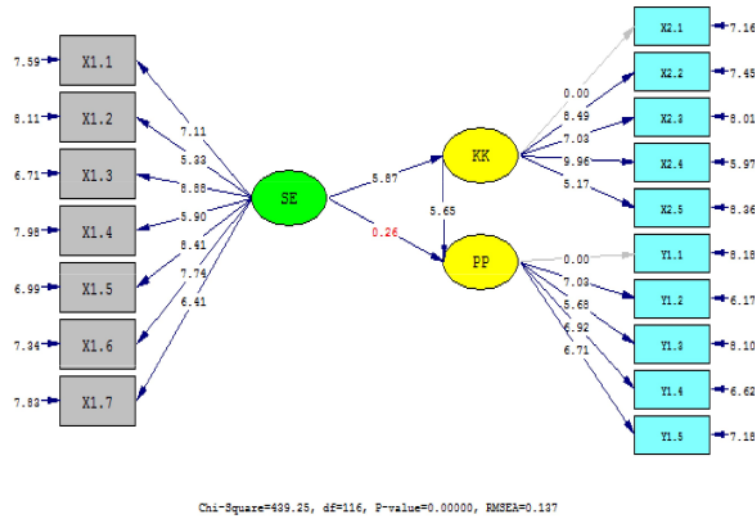 X2.1 7.16
7.59 X1.1
X2.2 7.45
0.00
8.11 X1.2
8.49
X2.3 8.01
7.11
7.03
5.33
KK
9.96
X2.4 5.97
6.71 X1.3
8.88
5.87
5.17
SE
5.90
X2.5 8.36
7.98 X1.4
5.65
0.26
8.41
Y1.1 8.18
7.74
PP
0.00
6.99 X1.5
6.41
7.03
Y1.2 6.17
5.68
6.92
Y1.3 8.10
7.34 X1.6
6.71
Y1.4 6.62
7.83 X1.7
Y1.5 7.18
Chi-Square=439.25, df=116, P-value=0.00000, RMSEA=0.137